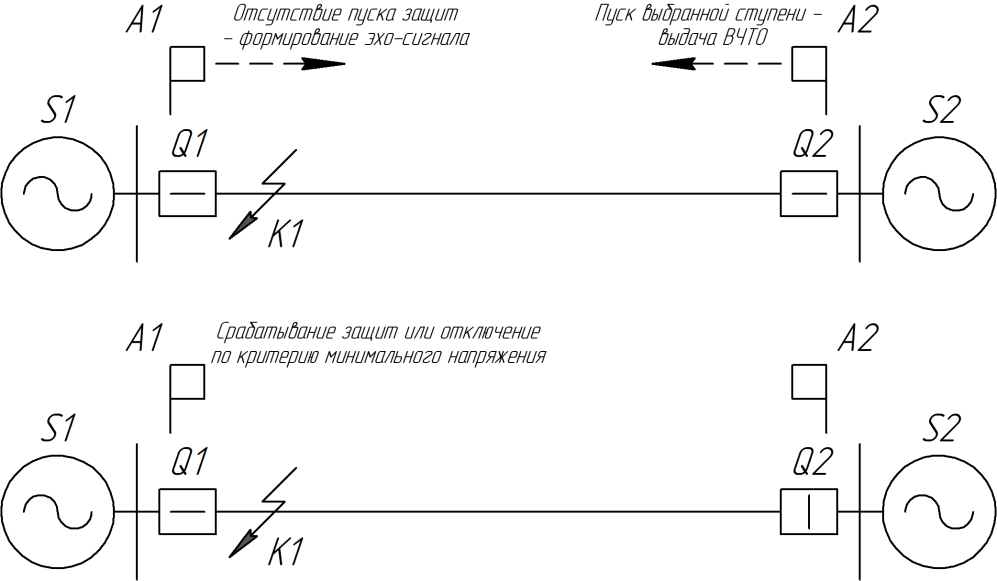 A1
Отсутствие пуска защит
- формирование эхо-сигнала
Пуск выбранной ступени -
выдача ВЧТО
A2
S1
Q1
Q2
S2
K1
A1
Срабатывание защит или отключение
по критерию минимального напряжения
A2
S1
Q1
Q2
S2
K1